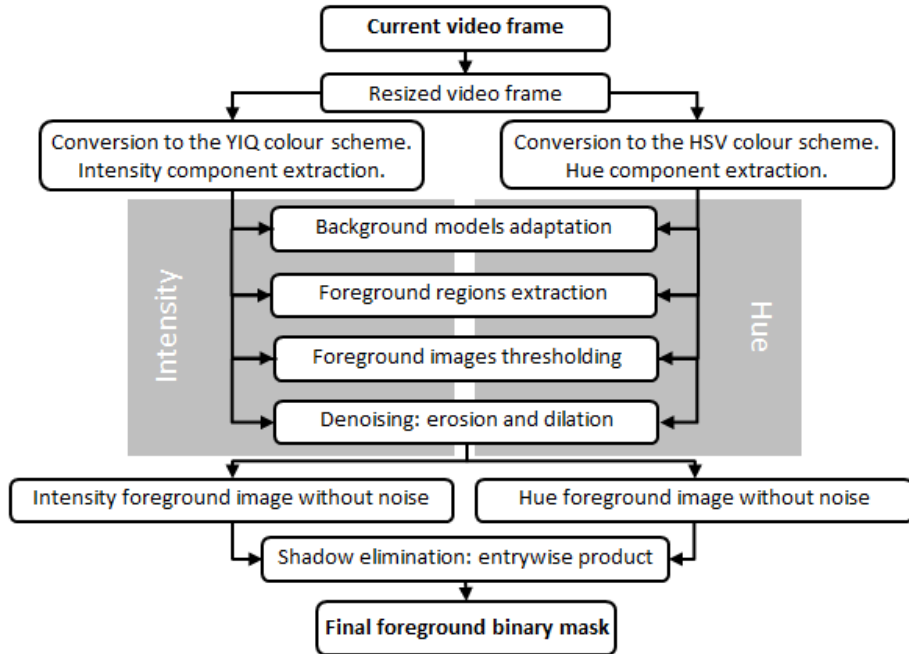 Current video frame
Resized video frame
Conversion to the YIQ colour scheme.
Intensity component extraction.
Conversion to the HSV colour scheme.
Hue component extraction.
Background models adaptation
Foreground regions extraction
Foreground images thresholding
Denoising: erosion and dilation
Intensity
Hue
Intensity foreground image without noise
Hue foreground image without noise
Shadow elimination: entrywise product
Final foreground binary mask